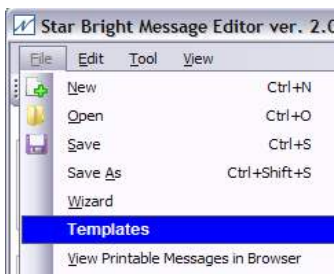 Star Bright Message Editor ver. 2.0
File Edit Tool View
New Ctrl+N
Open Ctrl+O
Save Ctrl+S
Save As Ctrl+Shift+S
Wizard
Templates
View Printable Messages in Browser